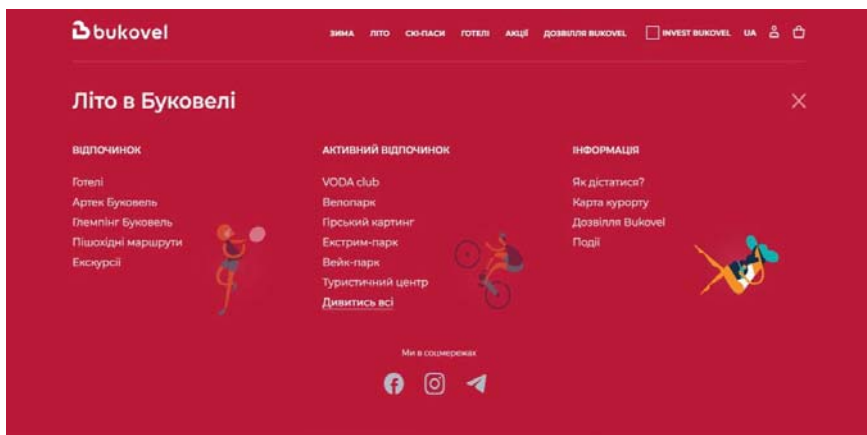 bukovel
ЗИМА ЛІТО СКІ-ПАСИ ГОТЕЛІ АКЦІЇ ДОЗВІЛЛЯ BUKOVEL INVEST BUKOVEL UA
Літо в Буковелі
ВІДПОЧИНОК
Готелі
Артек Буковель
Глемпінг Буковель
Пішохідні маршрути
Екскурсії
АКТИВНИЙ ВІДПОЧИНОК
VODA club
Велопарк
Гірський картинг
Екстрим-парк
Вейк-парк
Туристичний центр
Дивитись всі
ІНФОРМАЦІЯ
Як дістатися?
Карта курорту
Дозвілля Bukovel
Події
Ми в соцмережах